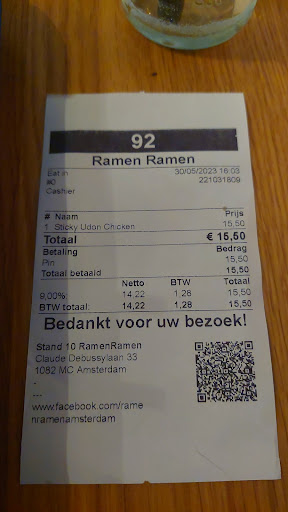 92
Ramen Ramen
Eat in 30/05/2023 16:03
221031809
Cashier
# Naam Prijs
1 Sticky Udon Chicken 15,50
Totaal € 15,50
Betaling Bedrag
Pin 15,50
Totaal betaald 15,50
Netto BTW Totaal
9,00% 14,22 1,28 15,50
BTW totaal: 14,22 1,28 15,50
Bedankt voor uw bezoek!
Stand 10 RamenRamen
Claude Debussylaan 33
1082 MC Amsterdam
-
---
www.facebook.com/rame
nramenamsterdam